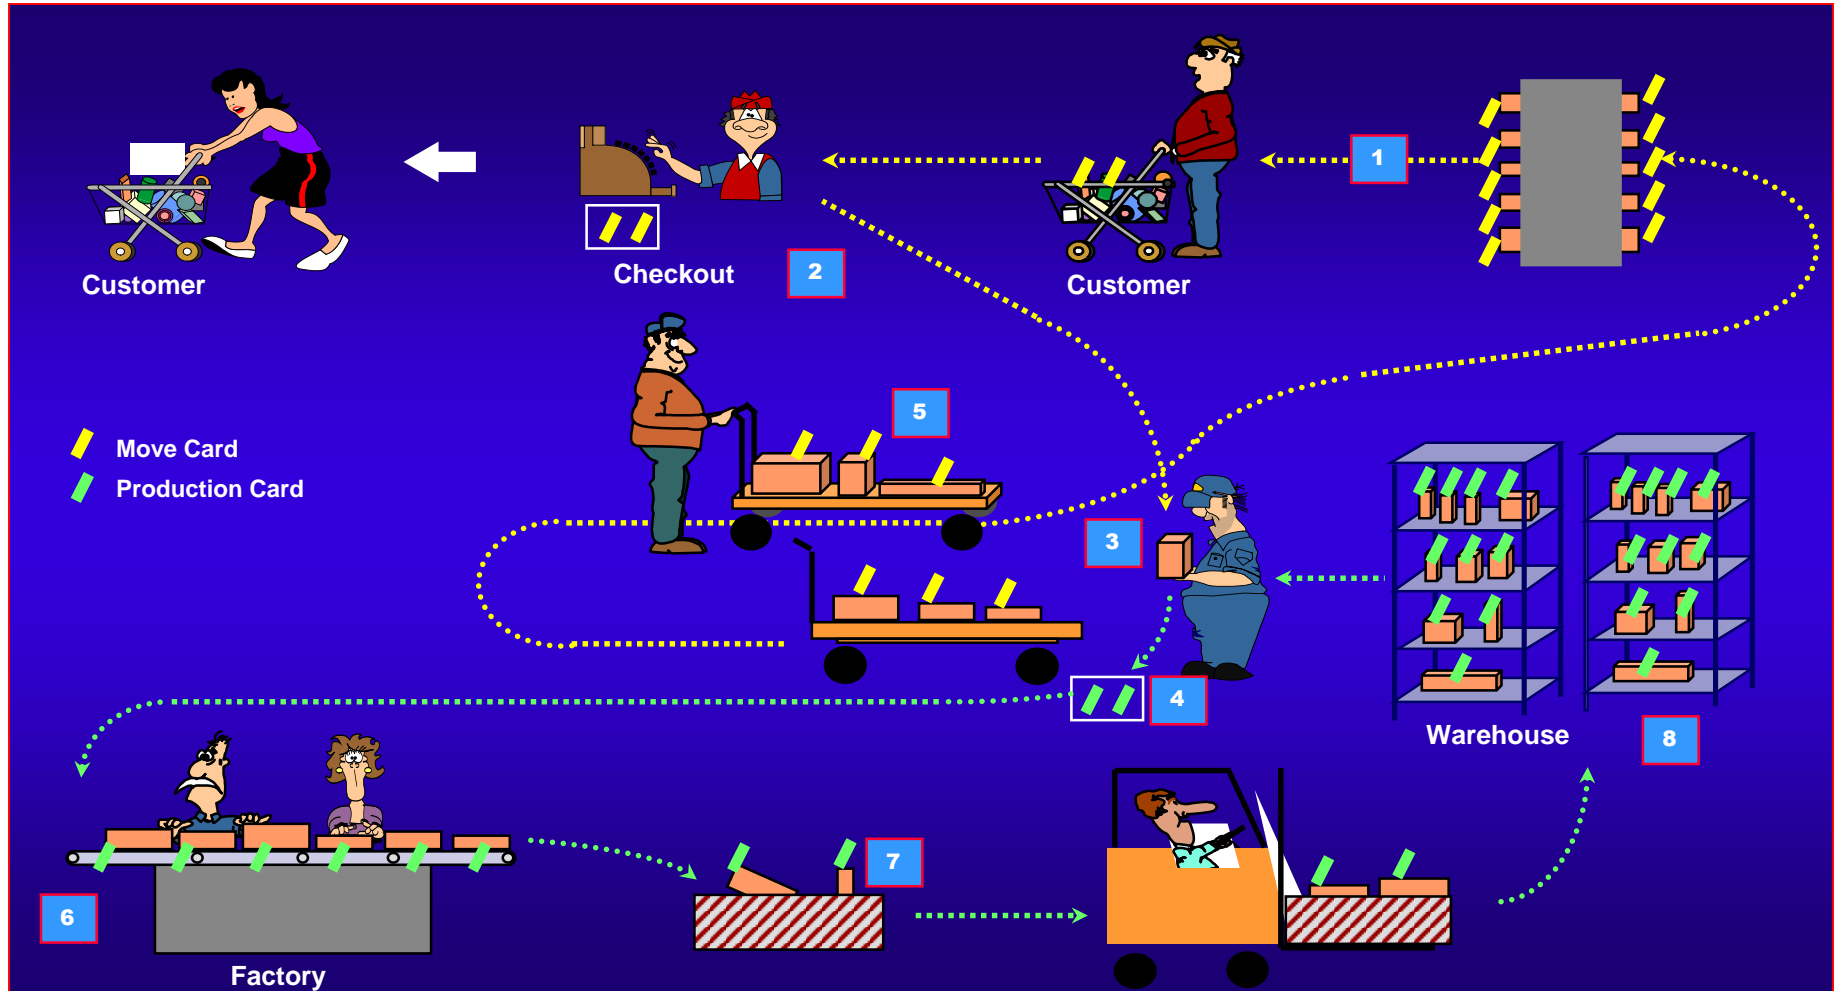 1
Customer
Checkout
2
Customer
5
Move Card
Production Card
3
4
Warehouse
8
7
6
Factory